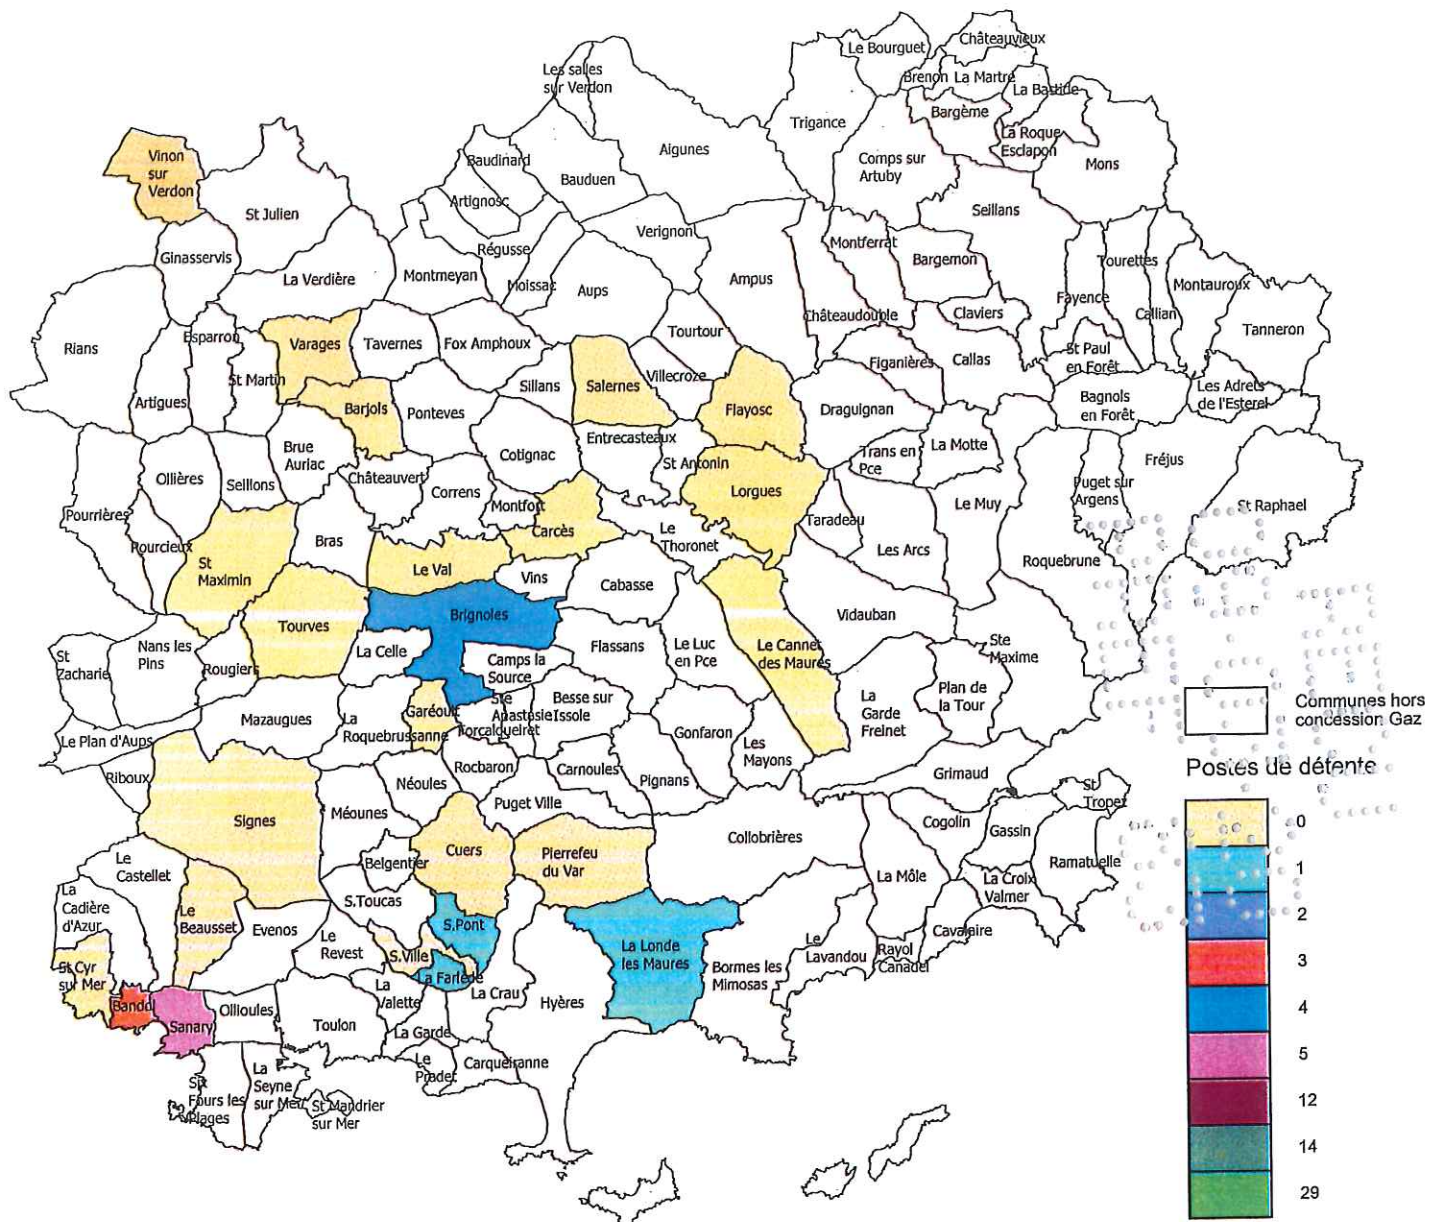 Châteauvieux
Le Bourguet
Brenon
La Martre
Les salles
sur Verdon
La Bastide
Bargème
Trigance
La Roque
Esclapon
Aigunes
Comps sur
Artuby
Mons
Vinon
sur
Verdon
Baudinard
Bauduen
Artignosc
St Julien
Seillans
Verignon
Montferrat
Régusse
Ginasservis
Bargemon
Tourettes
La Verdière
Montmeyan
Moissac
Aups
Ampus
Montauroux
Fayence
Châteaudouble
Claviers
Callian
Tanneron
Esparron
Tourtour
Rians
Varages
Tavernes
Fox Amphoux
St Paul
en Forêt
Figanières
Callas
St Martin
Sillans
Salernes
Villecroze
Les Adrets
de l'Esterel
Artigues
Barjols
Ponteves
Flayosc
Draguignan
Bagnols
en Forêt
Brue
Auriac
Entrecasteaux
La Motte
Cotignac
Trans en
Pce
St Antonin
Fréjus
Ollières
Seillons
Châteauvert
Correns
Lorgues
Puget sur
Argens
Montfort
Le Muy
St Raphael
Pourrières
Carcès
Taradeau
Le
Thoronet
Pourcieux
Bras
Les Arcs
St
Maximin
Le Val
Roquebrune
Vins
Cabasse
Tourves
Brignoles
Vidauban
Nans les
Pins
La Celle
Flassans
Le Luc
en Pce
Le Cannet
des Maures
Ste
Maxime
St
Zacharie
Rougiers
Camps la
Source
La
Garde
Freinet
Plan de
la Tour
Ste
Anastasie
Besse sur
Issole
Communes hors
concession Gaz
Garéoult
Mazaugues
La
Roquebrussanne
Forcalqueiret
Gonfaron
Le Plan d'Aups
Les
Mayons
Riboux
Néoules
Rocbaron
Carnoules
Pignans
Grimaud
Postes de détente
St
Tropez
Puget Ville
Signes
Méounes
Collobrières
Cogolin
Gassin
0
Cuers
Pierrefeu
du Var
Le
Castellet
Belgentier
Ramatuelle
La Môle
La Croix
Valmer
1
La
Cadière
d'Azur
S.Toucas
Le
Beausset
Evenos
S.Pont
2
Le
Revest
La Londe
les Maures
Le
Lavandou
Cavalaire
Rayol
Canadel
S.Ville
St Cyr
sur Mer
Bormes les
Mimosas
3
La Farlède
La
Valette
La Crau
Hyères
Bandol
Sanary
Ollioules
4
Toulon
La Garde
5
Le
Pradet
Carqueiranne
Six
Fours les
Plages
La
Seyne
sur Mer
St Mandrier
sur Mer
12
14
29